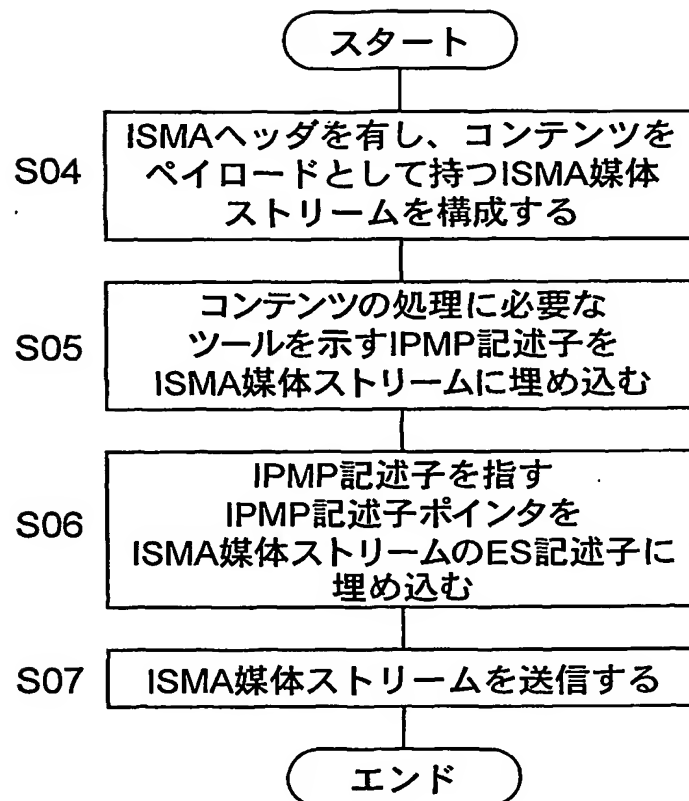 スタート
S04
ISMAヘッダを有し、コンテンツを
ペイロードとして持つISMA媒体
ストリームを構成する
S05
コンテンツの処理に必要な
ツールを示すIPMP記述子を
ISMA媒体ストリームに埋め込む
S06
IPMP記述子を指す
IPMP記述子ポインタを
ISMA媒体ストリームのES記述子に
埋め込む
S07
ISMA媒体ストリームを送信する
エンド